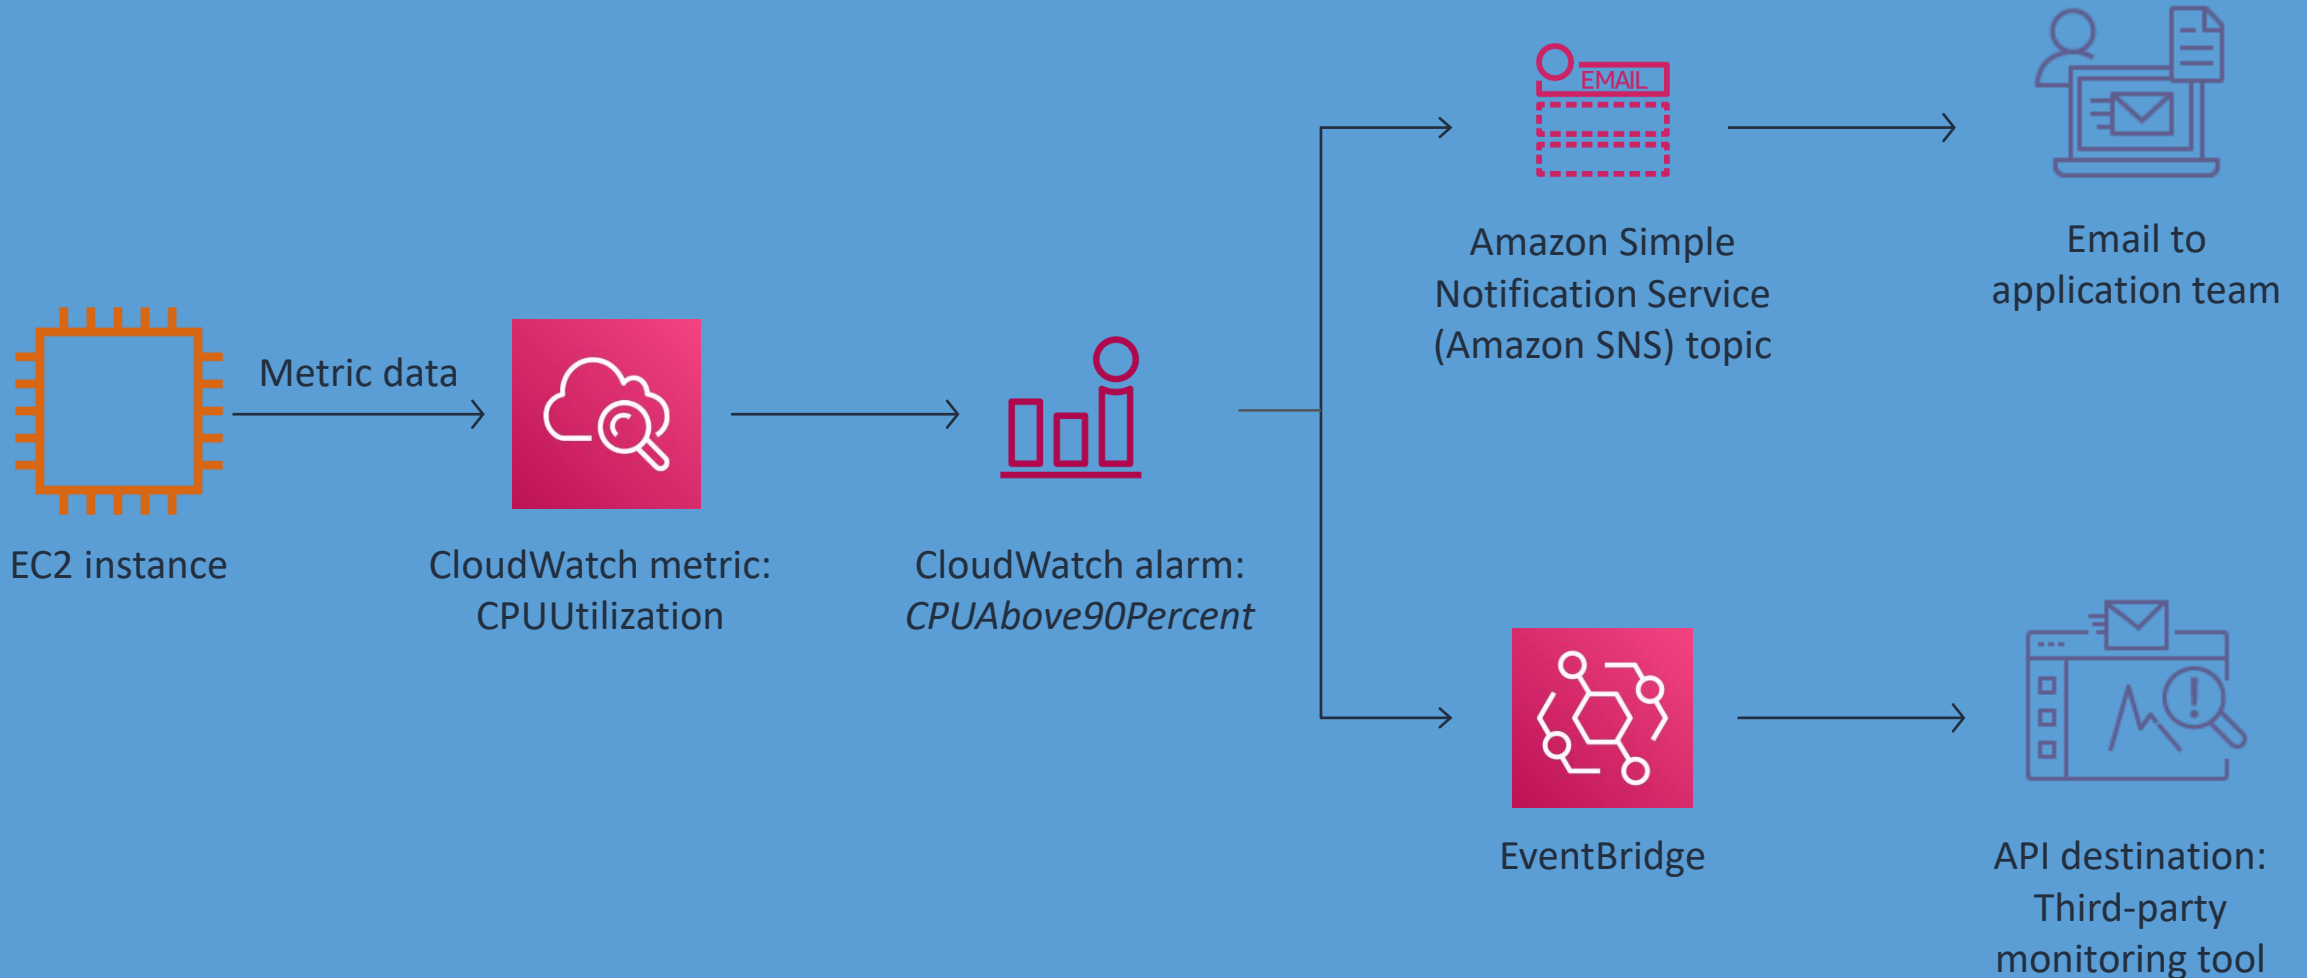 EMAIL
Amazon Simple
Notification Service
(Amazon SNS) topic
Email to
application team
Metric data
EC2 instance
CloudWatch metric:
CPUUtilization
CloudWatch alarm:
CPUAbove90Percent
EventBridge
API destination:
Third-party
monitoring tool